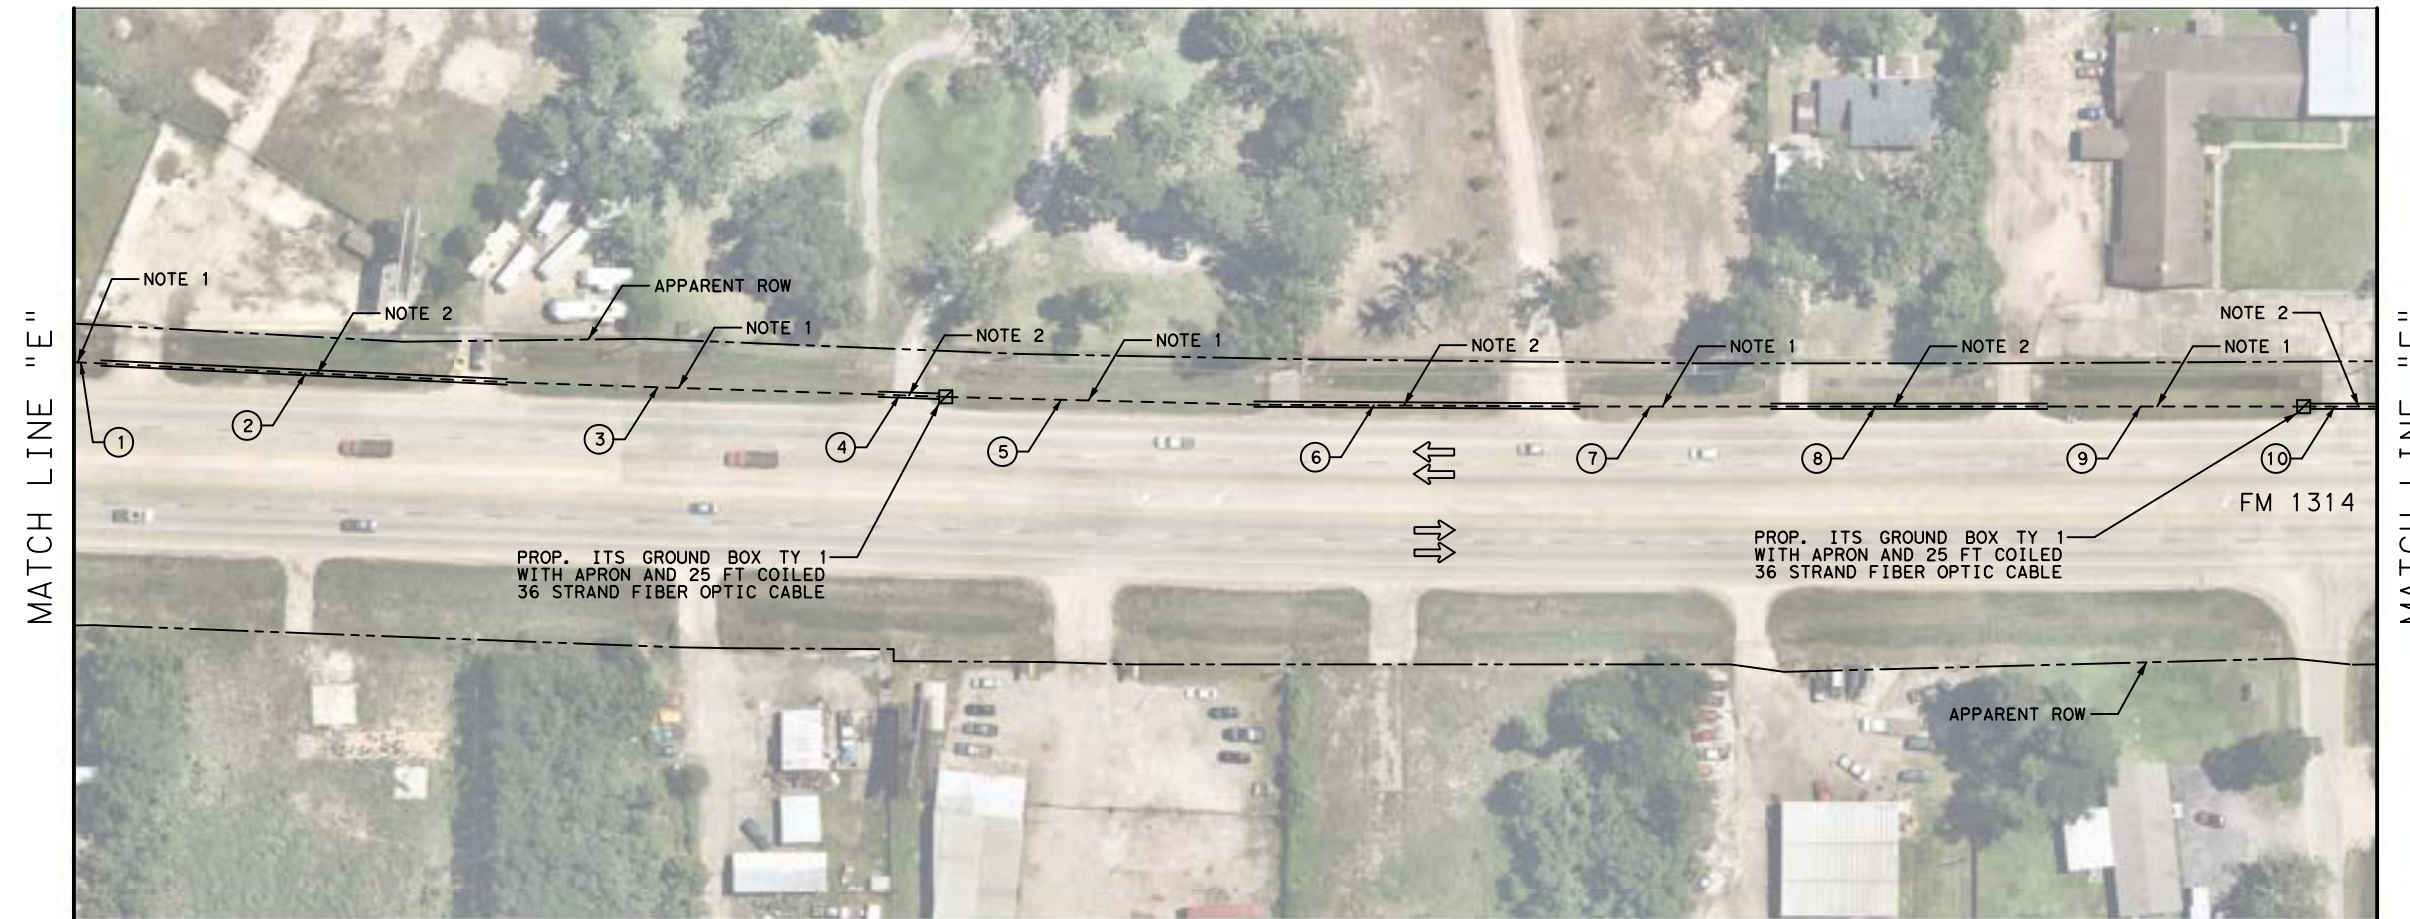 MATCH LINE "E"
NOTE 1
NOTE 2
APPARENT ROW
NOTE 1
NOTE 2
NOTE 1
NOTE 2
NOTE 1
NOTE 2
NOTE 1
NOTE 2
1
2
3
4
5
6
7
8
9
10
FM 1314
PROP. ITS GROUND BOX TY 1
WITH APRON AND 25 FT COILED
36 STRAND FIBER OPTIC CABLE
PROP. ITS GROUND BOX TY 1
WITH APRON AND 25 FT COILED
36 STRAND FIBER OPTIC CABLE
APPARENT ROW
MATCH LINE